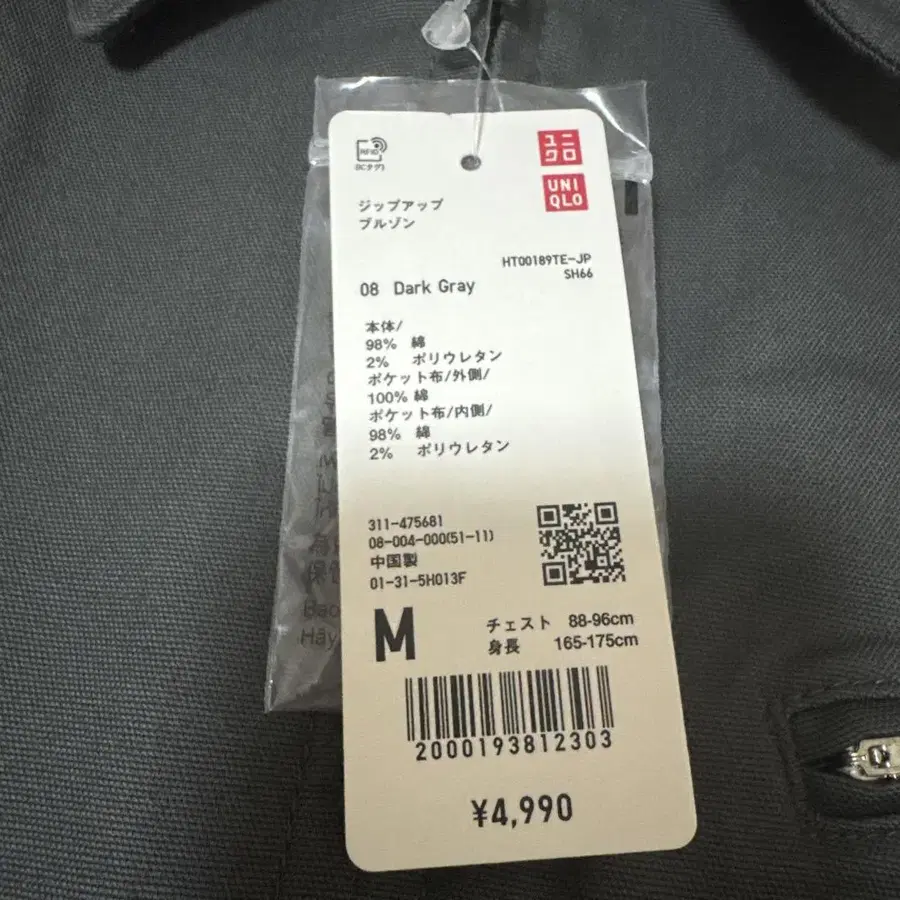 RFID
(ICタグ)
ユニ
クロ
UNI
QLO
ジップアップ
ブルゾン
HT00189TE-JP
SH66
08 Dark Gray
本体/
98% 綿
2% ポリウレタン
ポケット布/外側/
100% 綿
ポケット布/内側/
98% 綿
2% ポリウレタン
311-475681
08-004-000(51-11)
中国製
01-31-5H013F
M
チェスト 88-96cm
身長 165-175cm
2000193812303
¥4,990
Bao
Hãy